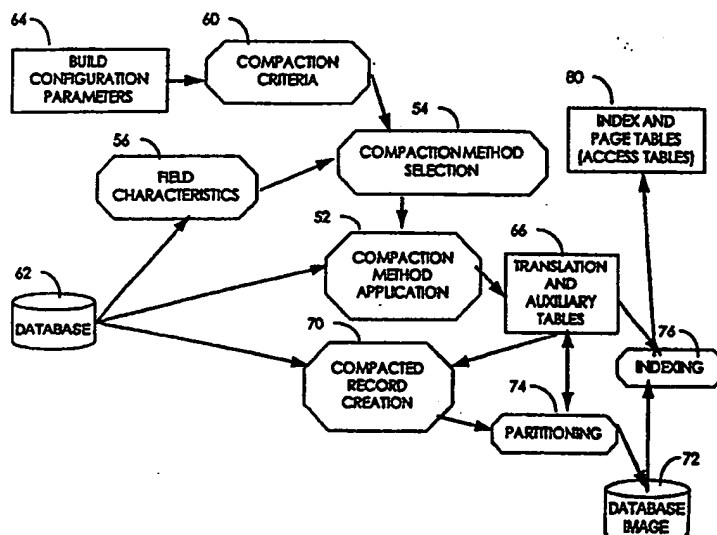 64
BUILD
CONFIGURATION
PARAMETERS
60
COMPACTION
CRITERIA
80
INDEX AND
PAGE TABLES
(ACCESS TABLES)
54
COMPACTION METHOD
SELECTION
56
FIELD
CHARACTERISTICS
52
COMPACTION
METHOD
APPLICATION
66
TRANSLATION
AND
AUXILIARY
TABLES
62
DATABASE
70
COMPACTED
RECORD
CREATION
76
INDEXING
74
PARTITIONING
72
DATABASE
IMAGE